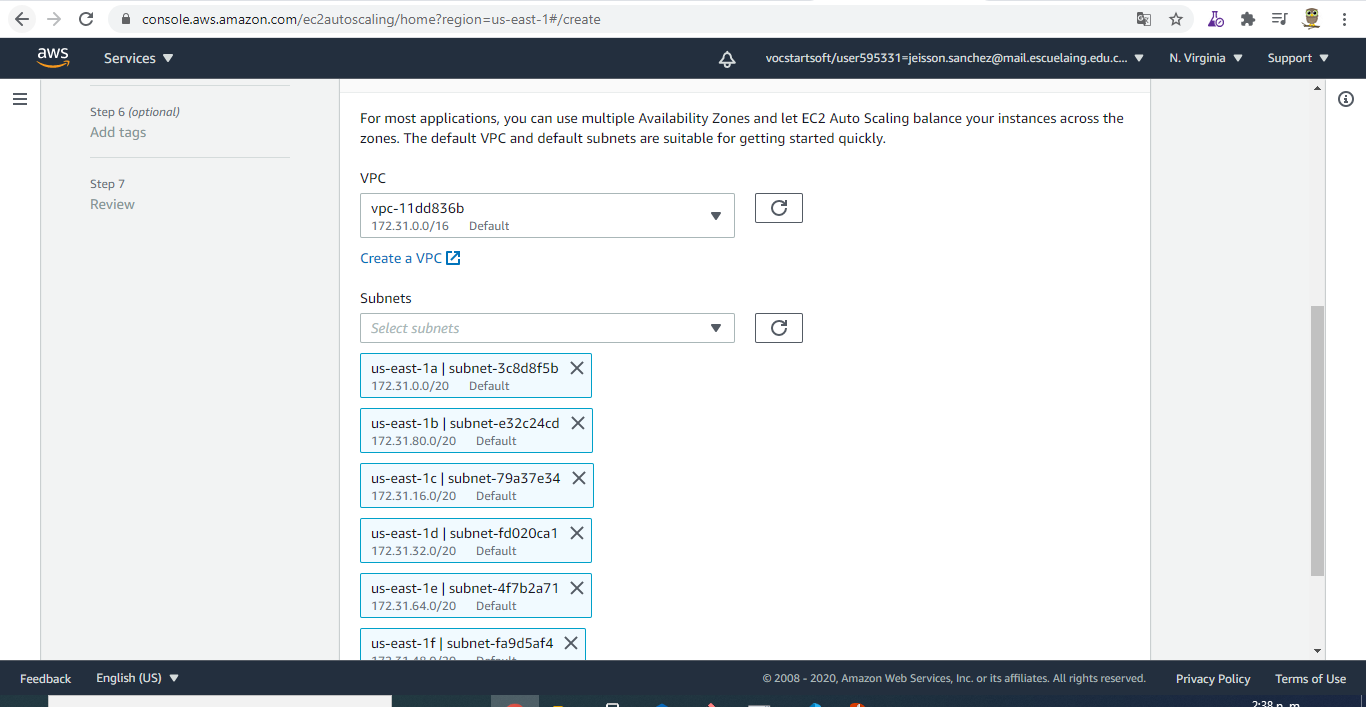 console.aws.amazon.com/ec2autoscaling/home?region=us-east-1#/create
aws
Services
vocstartsoft/user595331=jeisson.sanchez@mail.escuelaing.edu.c...
N. Virginia
Support
Step 6 (optional)
Add tags
Step 7
Review
For most applications, you can use multiple Availability Zones and let EC2 Auto Scaling balance your instances across the
zones. The default VPC and default subnets are suitable for getting started quickly.
VPC
vpc-11dd836b
172.31.0.0/16 Default
Create a VPC
Subnets
Select subnets
us-east-1a | subnet-3c8d8f5b
172.31.0.0/20 Default
us-east-1b | subnet-e32c24cd
172.31.80.0/20 Default
us-east-1c | subnet-79a37e34
172.31.16.0/20 Default
us-east-1d | subnet-fd020ca1
172.31.32.0/20 Default
us-east-1e | subnet-4f7b2a71
172.31.64.0/20 Default
us-east-1f | subnet-fa9d5af4
172.31.48.0/20 Default
Feedback
English (US)
© 2008 - 2020, Amazon Web Services, Inc. or its affiliates. All rights reserved.
Privacy Policy
Terms of Use
2:38 p. m.